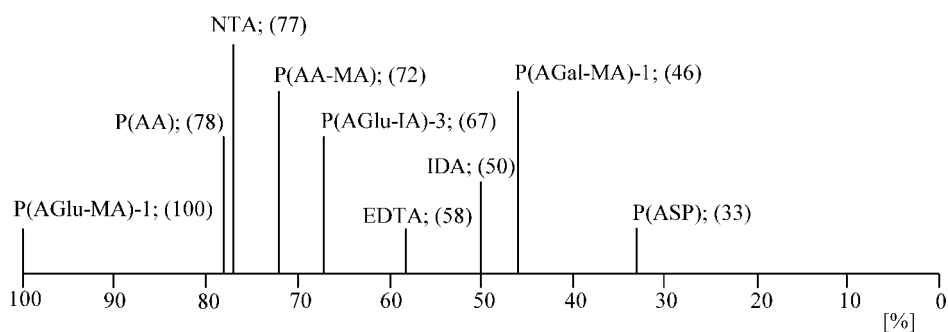 NTA; (77)
P(AA-MA); (72)
P(AGal-MA)-1; (46)
P(AA); (78)
P(AGlu-IA)-3; (67)
IDA; (50)
P(AGlu-MA)-1; (100)
EDTA; (58)
P(ASP); (33)
100 90 80 70 60 50 40 30 20 10 0
[%]